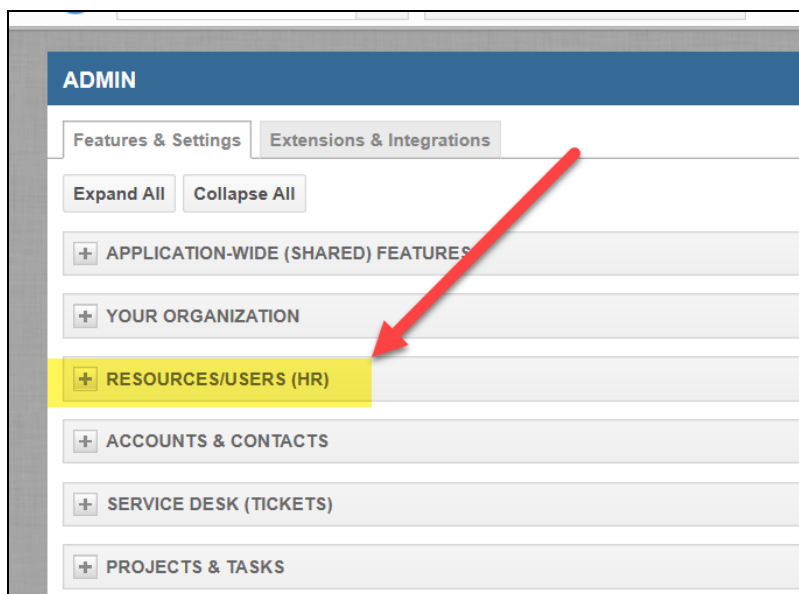 ADMIN
Features & Settings Extensions & Integrations
Expand All Collapse All
APPLICATION-WIDE (SHARED) FEATURES
YOUR ORGANIZATION
RESOURCES/USERS (HR)
ACCOUNTS & CONTACTS
SERVICE DESK (TICKETS)
PROJECTS & TASKS